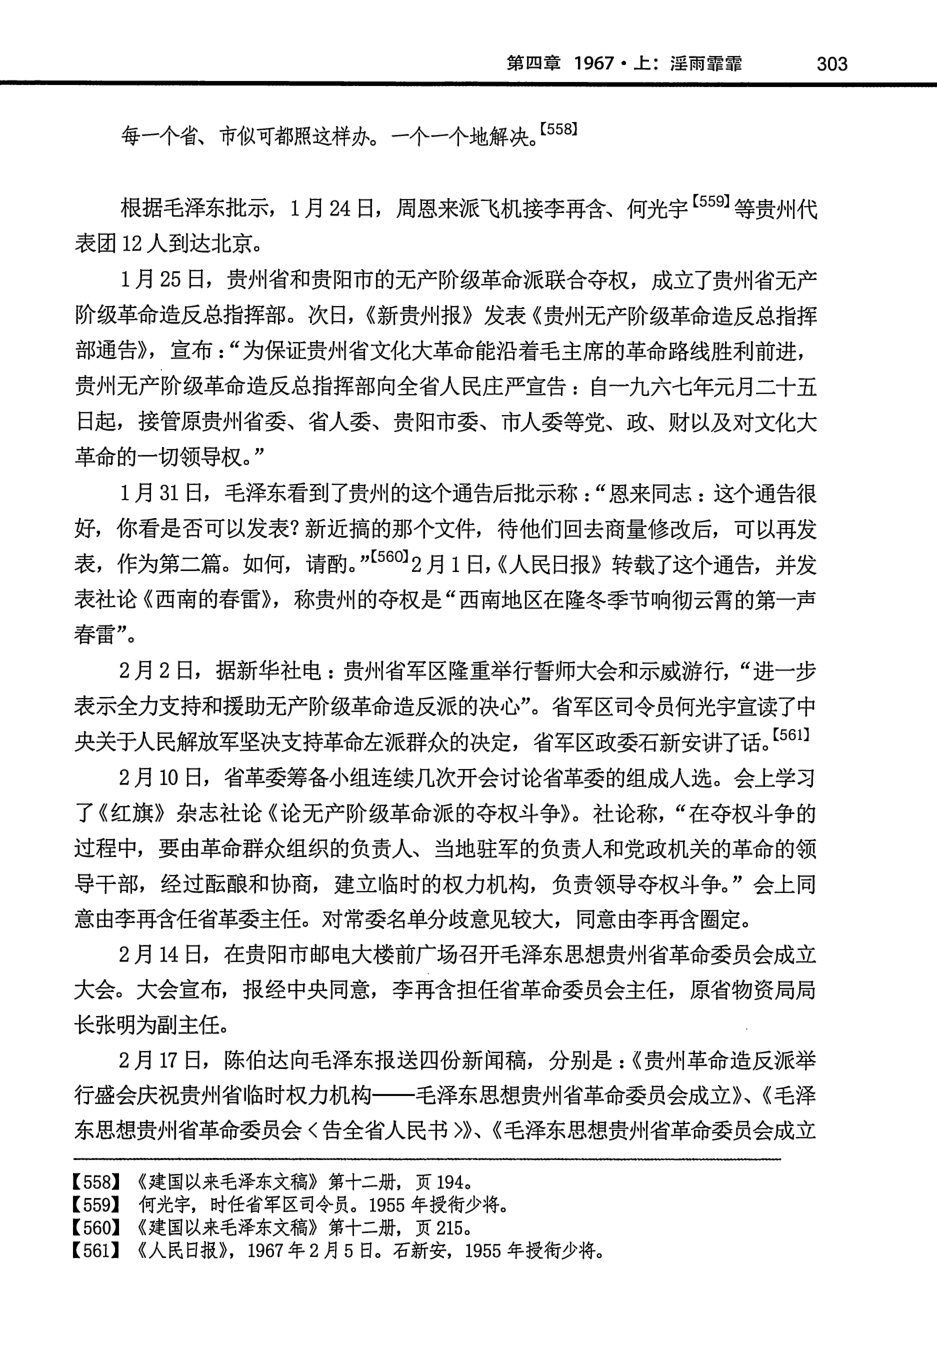 第四章 1967·上：淫雨霏霏 303
每一个省、市似可都照这样办。一个一个地解决。【558】
根据毛泽东批示，1月24日，周恩来派飞机接李再含、何光宇【559】等贵州代
表团12人到达北京。
1月25日，贵州省和贵阳市的无产阶级革命派联合夺权，成立了贵州省无产
阶级革命造反总指挥部。次日，《新贵州报》发表《贵州无产阶级革命造反总指挥
部通告》，宣布：“为保证贵州省文化大革命能沿着毛主席的革命路线胜利前进，
贵州无产阶级革命造反总指挥部向全省人民庄严宣告：自一九六七年元月二十五
日起，接管原贵州省委、省人委、贵阳市委、市人委等党、政、财以及对文化大
革命的一切领导权。”
1月31日，毛泽东看到了贵州的这个通告后批示称：“恩来同志：这个通告很
好，你看是否可以发表？新近搞的那个文件，待他们回去商量修改后，可以再发
表，作为第二篇。如何，请酌。”【560】2月1日，《人民日报》转载了这个通告，并发
表社论《西南的春雷》，称贵州的夺权是“西南地区在隆冬季节响彻云霄的第一声
春雷”。
2月2日，据新华社电：贵州省军区隆重举行誓师大会和示威游行，“进一步
表示全力支持和援助无产阶级革命造反派的决心”。省军区司令员何光宇宣读了中
央关于人民解放军坚决支持革命左派群众的决定，省军区政委石新安讲了话。【561】
2月10日，省革委筹备小组连续几次开会讨论省革委的组成人选。会上学习
了《红旗》杂志社论《论无产阶级革命派的夺权斗争》。社论称，“在夺权斗争的
过程中，要由革命群众组织的负责人、当地驻军的负责人和党政机关的革命的领
导干部，经过酝酿和协商，建立临时的权力机构，负责领导夺权斗争。”会上同
意由李再含任省革委主任。对常委名单分歧意见较大，同意由李再含圈定。
2月14日，在贵阳市邮电大楼前广场召开毛泽东思想贵州省革命委员会成立
大会。大会宣布，报经中央同意，李再含担任省革命委员会主任，原省物资局局
长张明为副主任。
2月17日，陈伯达向毛泽东报送四份新闻稿，分别是：《贵州革命造反派举
行盛会庆祝贵州省临时权力机构——毛泽东思想贵州省革命委员会成立》、《毛泽
东思想贵州省革命委员会〈告全省人民书〉》、《毛泽东思想贵州省革命委员会成立
【558】《建国以来毛泽东文稿》第十二册，页194。
【559】 何光宇，时任省军区司令员。1955年授衔少将。
【560】《建国以来毛泽东文稿》第十二册，页215。
【561】《人民日报》，1967年2月5日。石新安，1955年授衔少将。